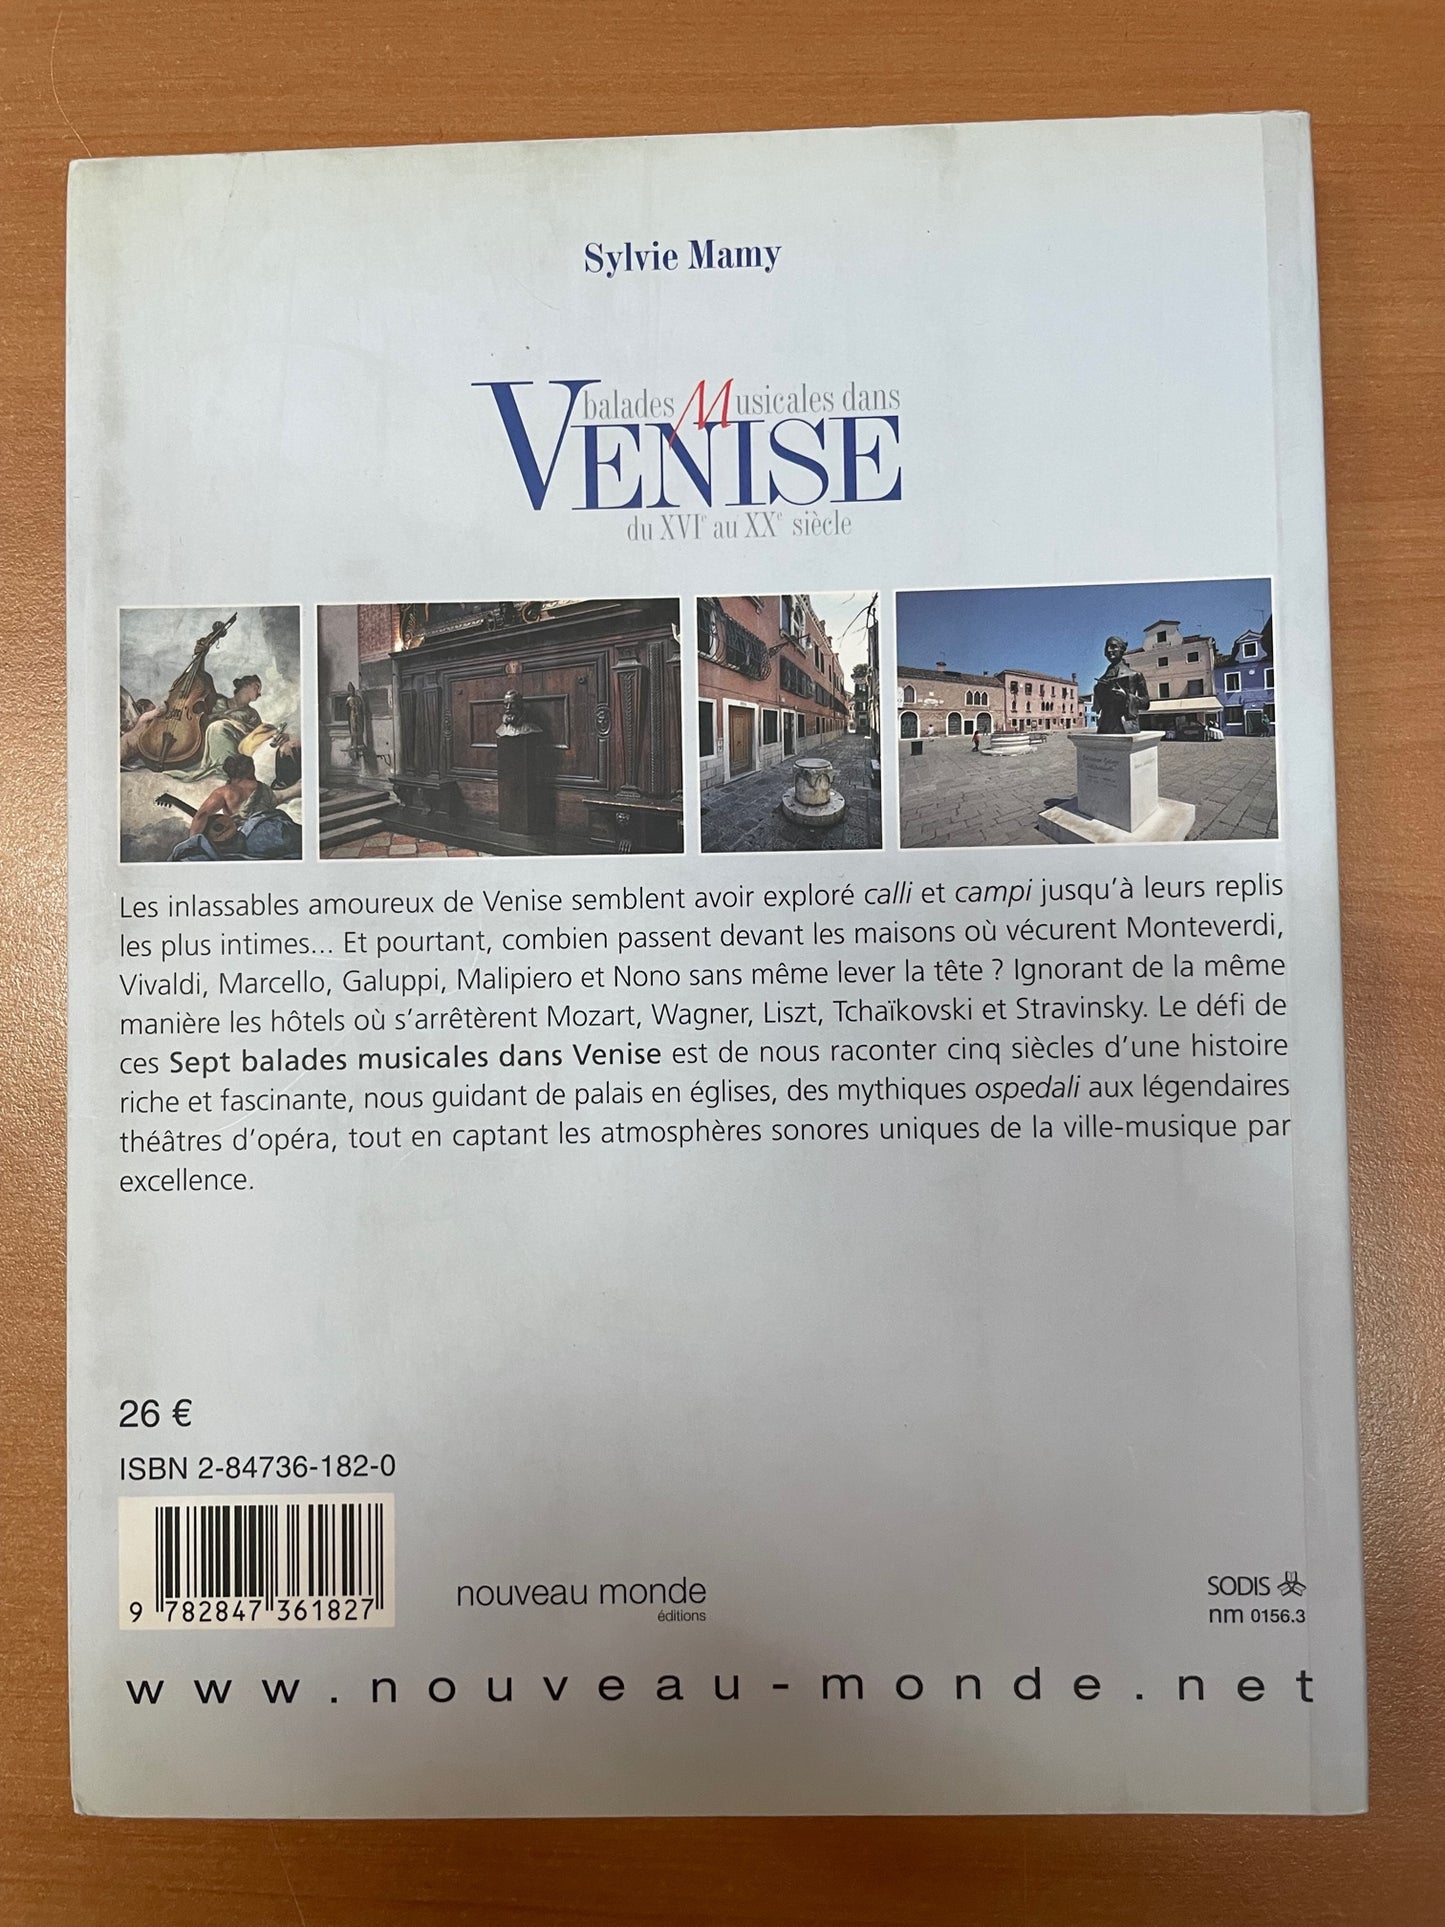 Sylvie Mamy
balades Musicales dans
VENISE
du XVIe au XXe siècle
Les inlassables amoureux de Venise semblent avoir exploré calli et campi jusqu'à leurs replis
les plus intimes... Et pourtant, combien passent devant les maisons où vécurent Monteverdi,
Vivaldi, Marcello, Galuppi, Malipiero et Nono sans même lever la tête ? Ignorant de la même
manière les hôtels où s'arrêtèrent Mozart, Wagner, Liszt, Tchaïkovski et Stravinsky. Le défi de
ces Sept balades musicales dans Venise est de nous raconter cinq siècles d'une histoire
riche et fascinante, nous guidant de palais en églises, des mythiques ospedali aux légendaires
théâtres d'opéra, tout en captant les atmosphères sonores uniques de la ville-musique par
excellence.
26 €
ISBN 2-84736-182-0
9 782847 361827
nouveau monde
éditions
SODIS
nm 0156.3
www.nouveau-monde.net